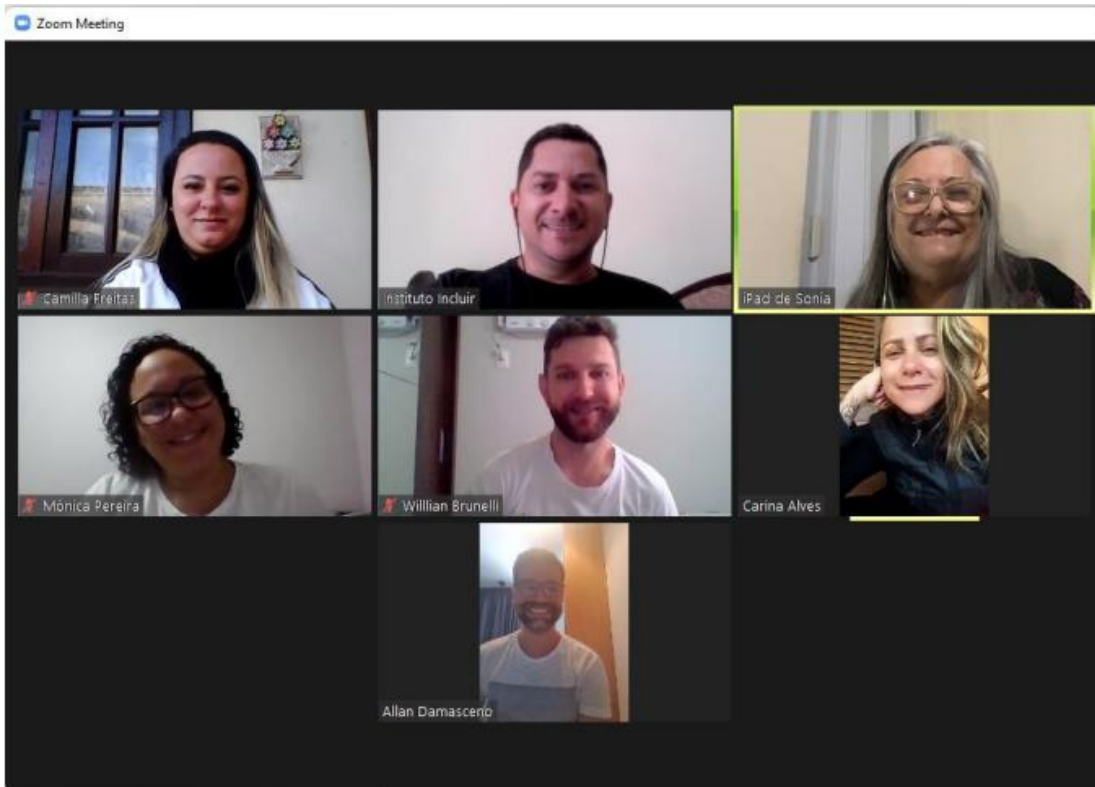 Zoom Meeting
Camilla Freitas
Instituto Incluir
iPad de Sonia
Mônica Pereira
Willian Brunelli
Carina Alves
Allan Damasceno